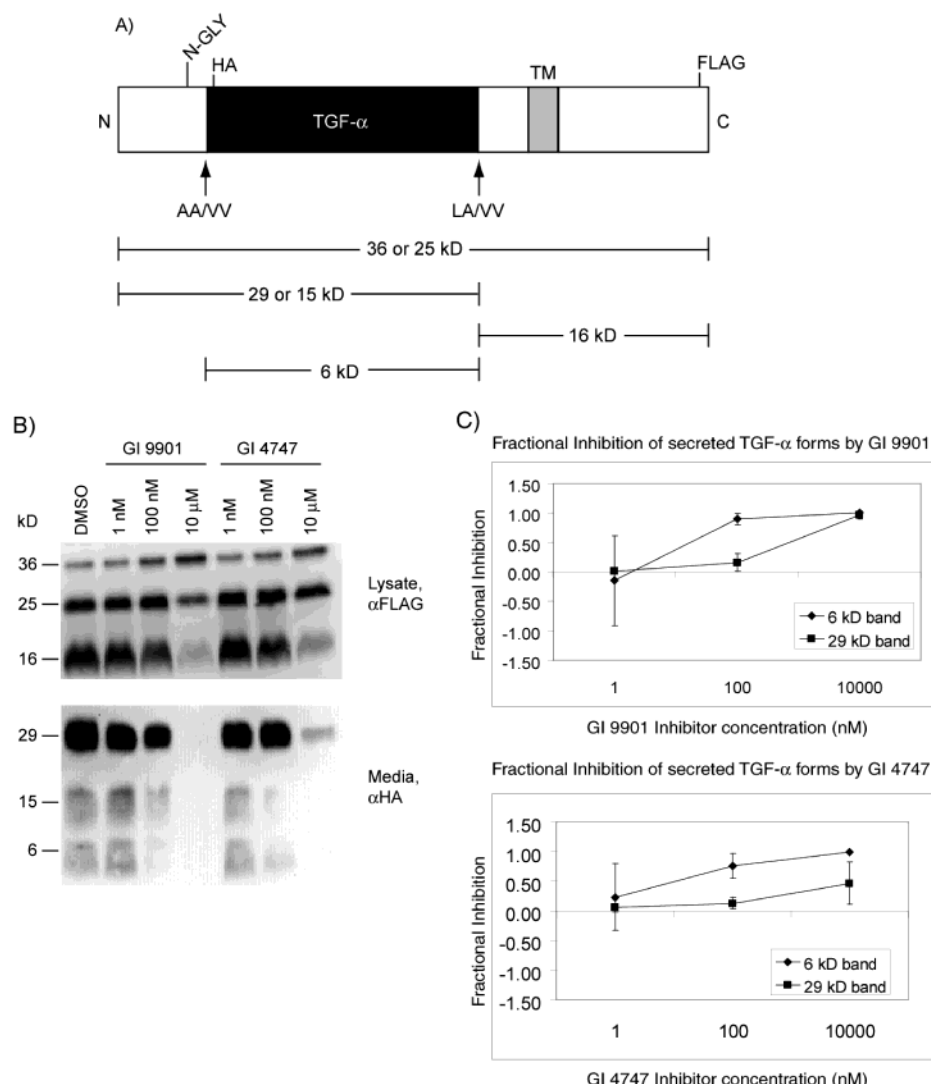 A)
N-GLY
HA
TM
FLAG
N
TGF-α
C
AA/VV
LA/VV
36 or 25 kD
29 or 15 kD
16 kD
6 kD
B)
GI 9901
GI 4747
kD
DMSO
1 nM
100 nM
10 μM
1 nM
100 nM
10 μM
36
25
16
Lysate,
αFLAG
29
15
6
Media,
αHA
C)
Fractional Inhibition of secreted TGF-α forms by GI 9901
Fractional Inhibition
1.50
1.00
0.50
0.00
-0.50
-1.00
-1.50
6 kD band
29 kD band
1
100
10000
GI 9901 Inhibitor concentration (nM)
Fractional Inhibition of secreted TGF-α forms by GI 4747
Fractional Inhibition
1.50
1.00
0.50
0.00
-0.50
-1.00
-1.50
6 kD band
29 kD band
1
100
10000
GI 4747 Inhibitor concentration (nM)